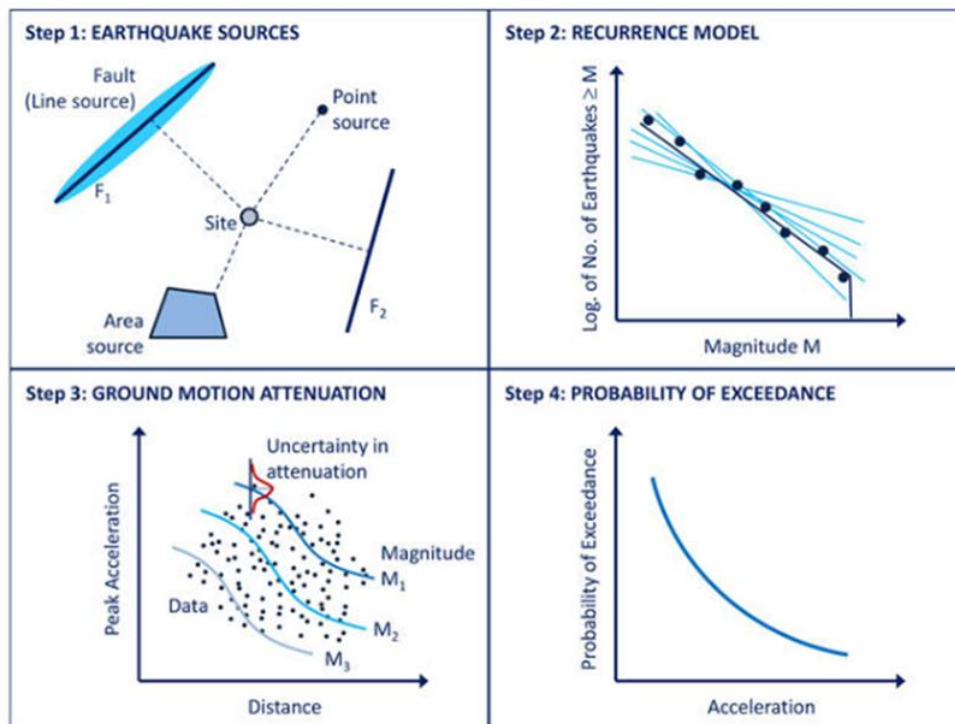 Step 1: EARTHQUAKE SOURCES
Fault
(Line source)
Point
source
F1
Site
F2
Area
source
Step 2: RECURRENCE MODEL
Log. of No. of Earthquakes ≥ M
Magnitude M
Step 3: GROUND MOTION ATTENUATION
Uncertainty in
attenuation
Peak Acceleration
Magnitude
M1
Data
M2
M3
Distance
Step 4: PROBABILITY OF EXCEEDANCE
Probability of Exceedance
Acceleration